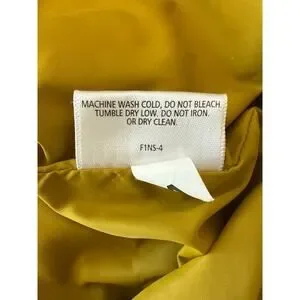 MACHINE WASH COLD, DO NOT BLEACH.
TUMBLE DRY LOW. DO NOT IRON.
OR DRY CLEAN.
F1NS-4